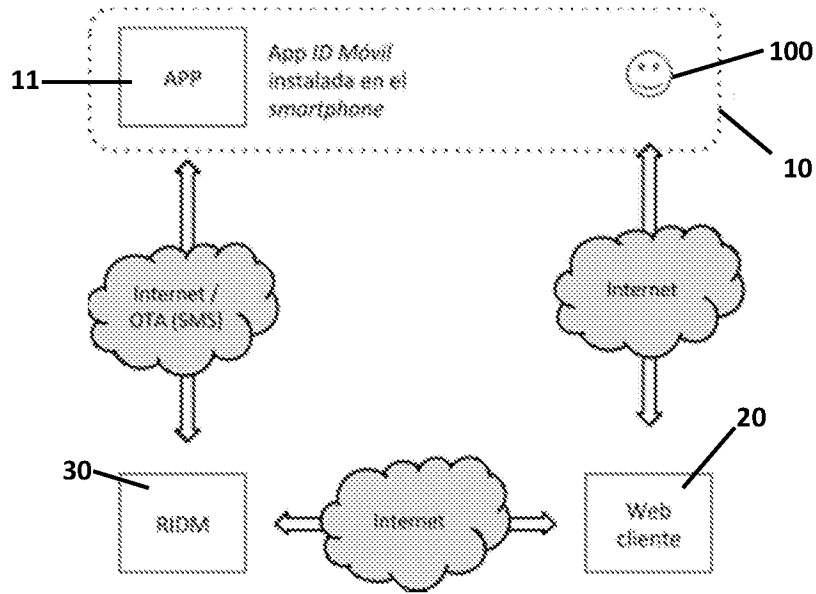 11
APP
App ID Móvil
instalada en el
smartphone
100
10
Internet /
OTA (SMS)
Internet
30
RIDM
Internet
20
Web
cliente